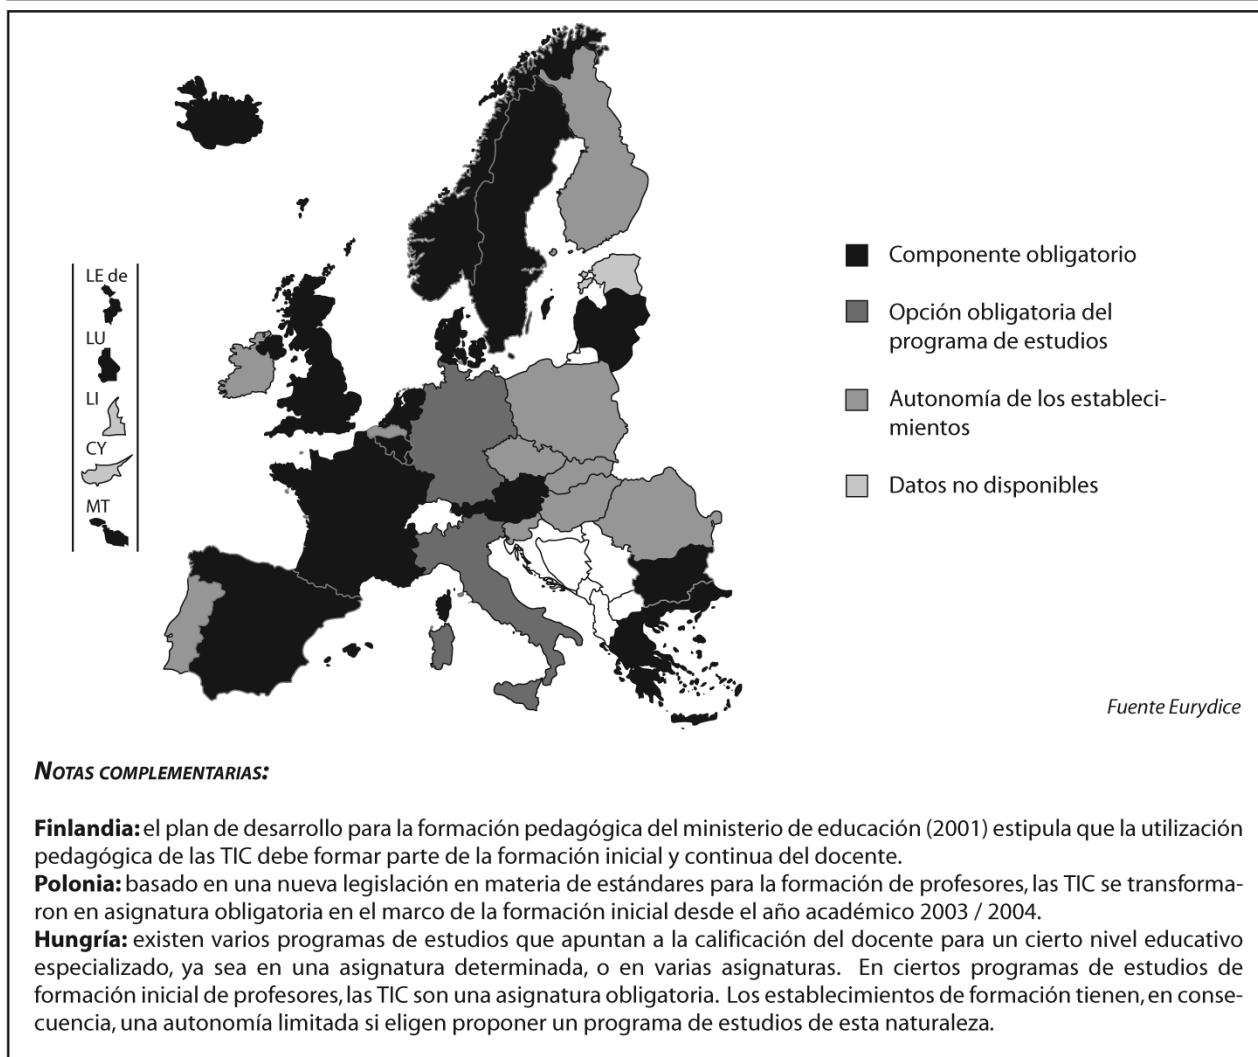 LE de
LU
LI
CY
MT
Componente obligatorio
Opción obligatoria del
programa de estudios
Autonomía de los estableci-
mientos
Datos no disponibles
Fuente Eurydice
NOTAS COMPLEMENTARIAS:
Finlandia: el plan de desarrollo para la formación pedagógica del ministerio de educación (2001) estipula que la utilización
pedagógica de las TIC debe formar parte de la formación inicial y continua del docente.
Polonia: basado en una nueva legislación en materia de estándares para la formación de profesores, las TIC se transforma-
ron en asignatura obligatoria en el marco de la formación inicial desde el año académico 2003 / 2004.
Hungría: existen varios programas de estudios que apuntan a la calificación del docente para un cierto nivel educativo
especializado, ya sea en una asignatura determinada, o en varias asignaturas. En ciertos programas de estudios de
formación inicial de profesores, las TIC son una asignatura obligatoria. Los establecimientos de formación tienen, en conse-
cuencia, una autonomía limitada si eligen proponer un programa de estudios de esta naturaleza.